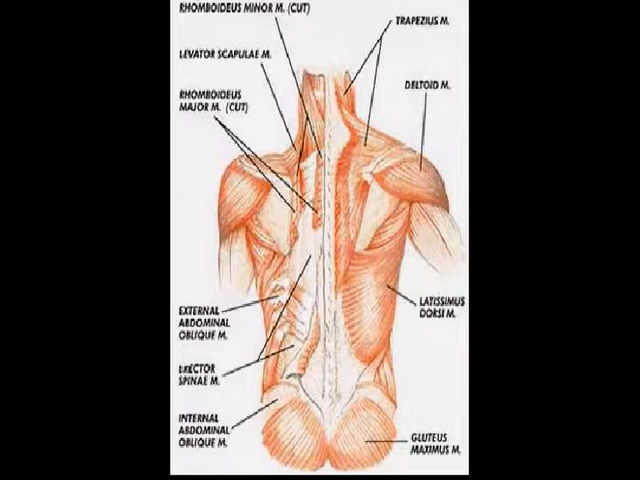 RHOMBOIDEUS MINOR M. (CUT)
TRAPEZIUS M.
LEVATOR SCAPULAE M.
DELTOID M.
RHOMBOIDEUS
MAJOR M. (CUT)
LATISSIMUS
DORSI M.
EXTERNAL
ABDOMINAL
OBLIQUE M.
ERECTOR
SPINAE M.
INTERNAL
ABDOMINAL
OBLIQUE M.
GLUTEUS
MAXIMUS M.